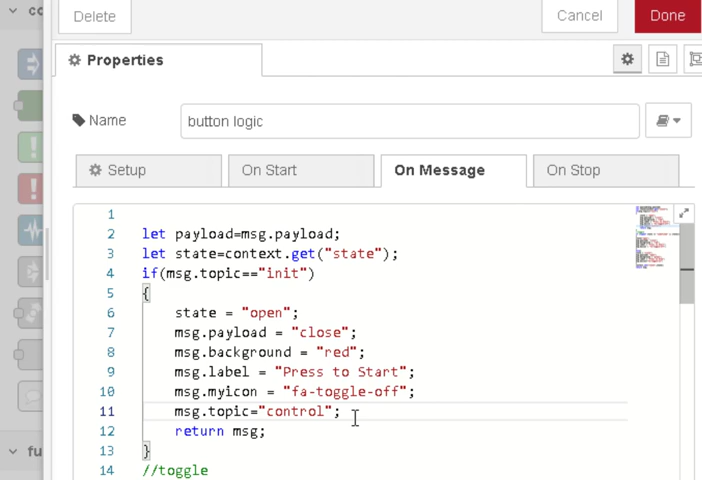 co
Delete
Cancel
Done
Properties
Name
button logic
Setup
On Start
On Message
On Stop
1
2 let payload=msg.payload;
3 let state=context.get("state");
4 if(msg.topic=="init")
5 {
6 state = "open";
7 msg.payload = "close";
8 msg.background = "red";
9 msg.label = "Press to Start";
10 msg.myicon = "fa-toggle-off";
11 msg.topic="control";
12 return msg;
13 }
14 //toggle
fu